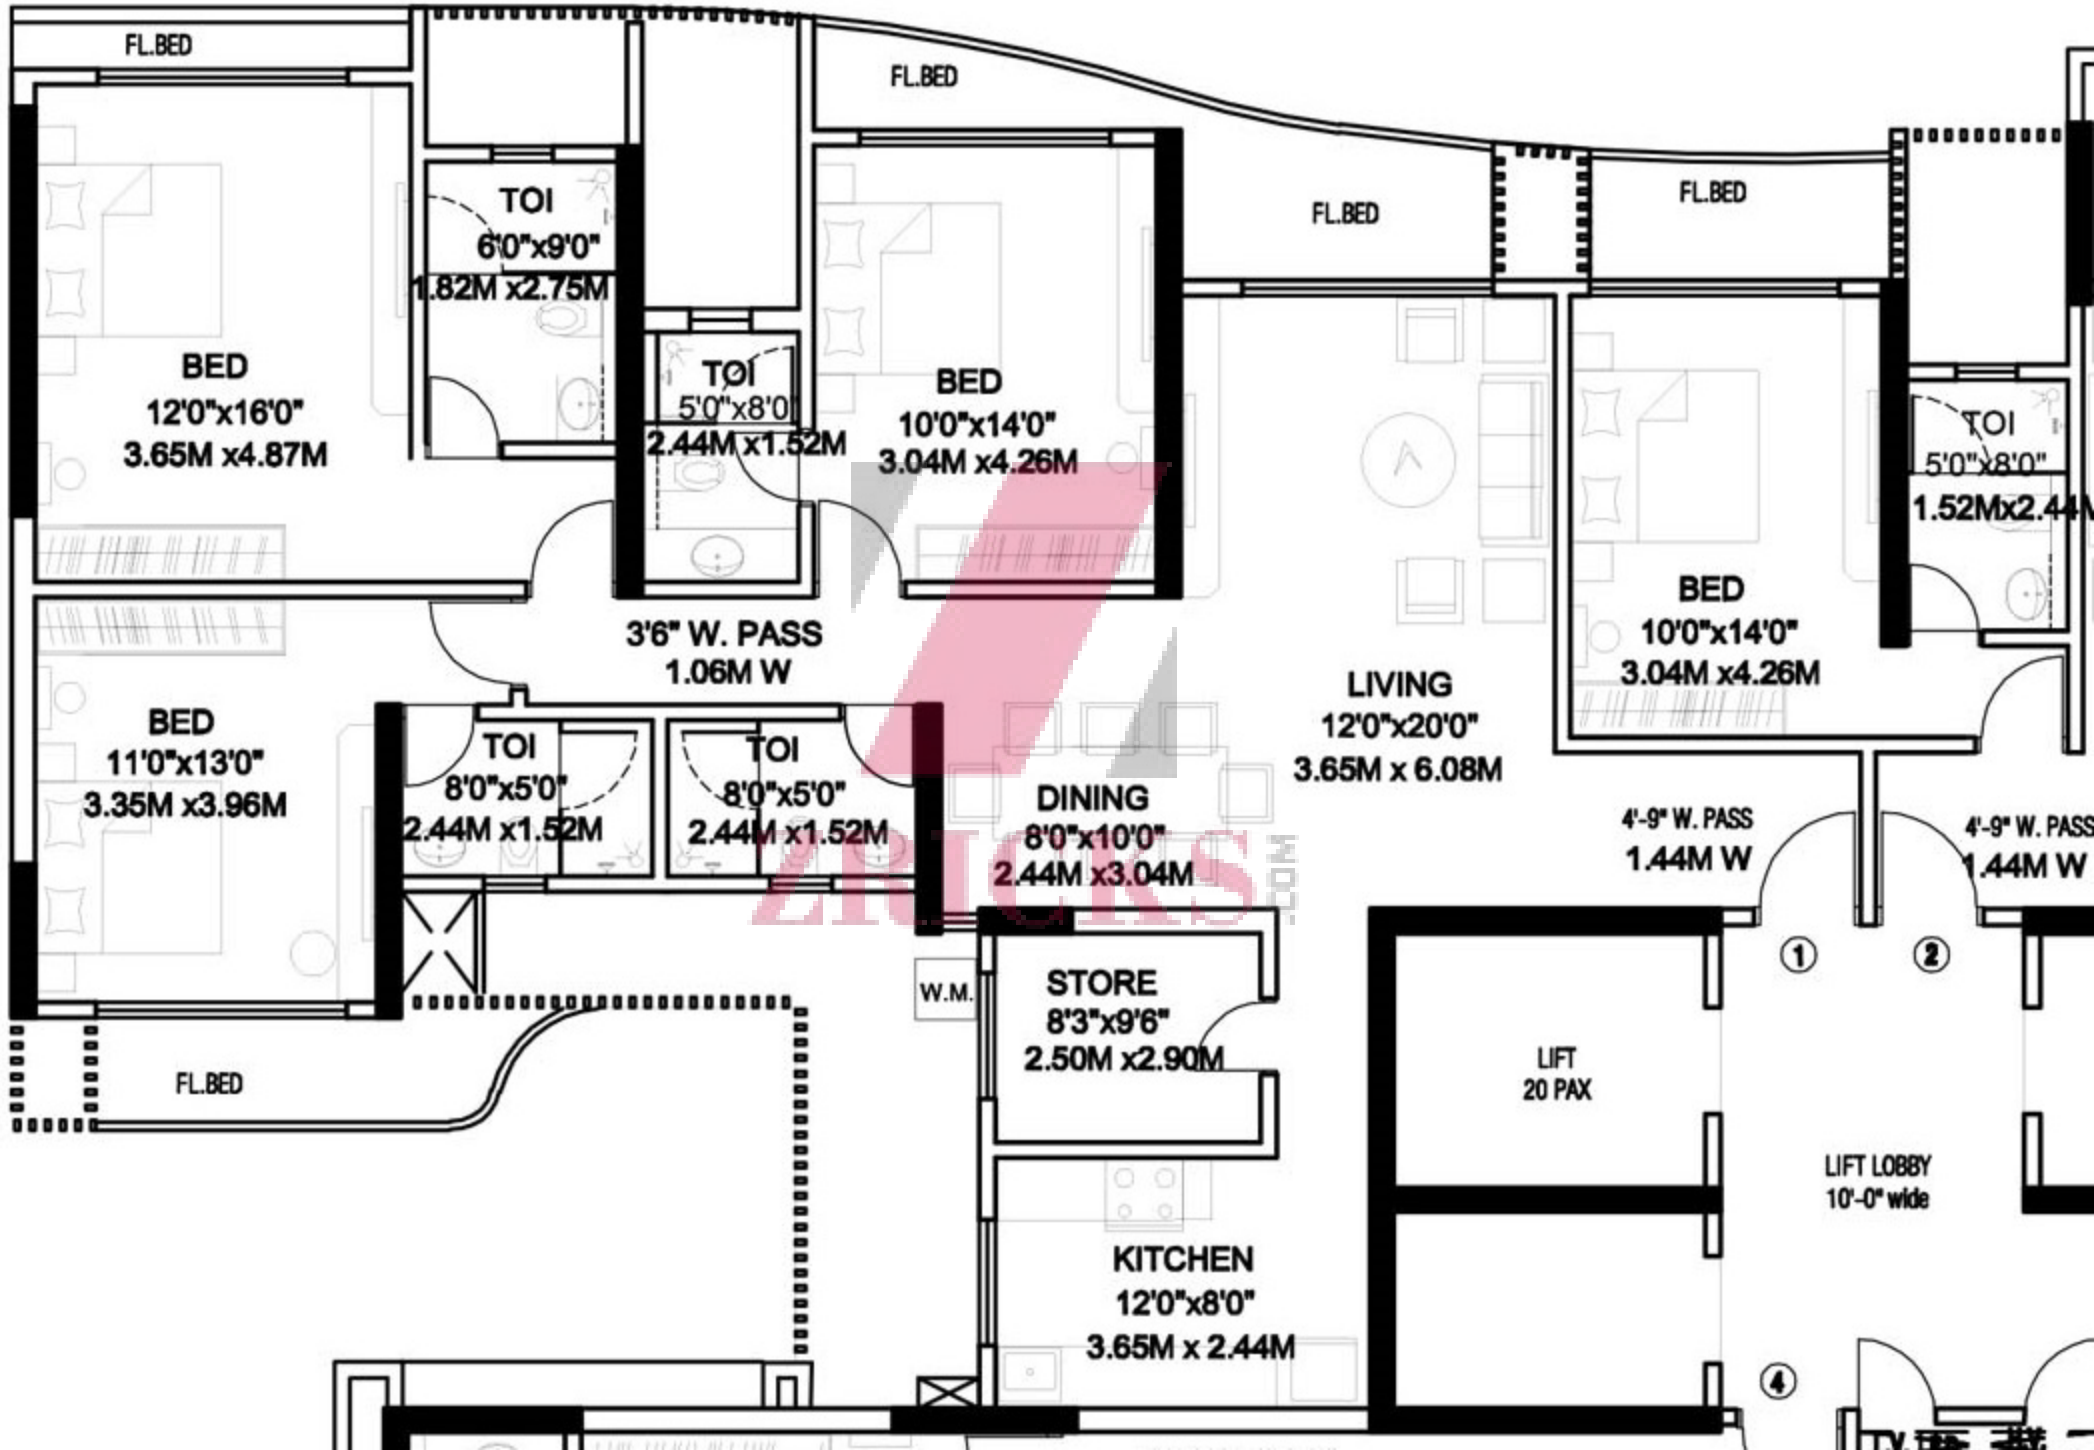 FL.BED
FL.BED
FL.BED
FL.BED
TOI
6'0"x9'0"
1.82M x2.75M
BED
12'0"x16'0"
3.65M x4.87M
TOI
5'0"x8'0"
2.44M x1.52M
BED
10'0"x14'0"
3.04M x4.26M
TOI
5'0"x8'0"
1.52Mx2.44M
BED
10'0"x14'0"
3.04M x4.26M
3'6" W. PASS
1.06M W
LIVING
12'0"x20'0"
3.65M x 6.08M
BED
11'0"x13'0"
3.35M x3.96M
TOI
8'0"x5'0"
2.44M x1.52M
TOI
8'0"x5'0"
2.44M x1.52M
DINING
8'0"x10'0"
2.44M x3.04M
4'-9" W. PASS
1.44M W
4'-9" W. PASS
1.44M W
ZRICKS
.COM
1
2
W.M.
STORE
8'3"x9'6"
2.50M x2.90M
LIFT
20 PAX
FL.BED
LIFT LOBBY
10'-0" wide
KITCHEN
12'0"x8'0"
3.65M x 2.44M
4